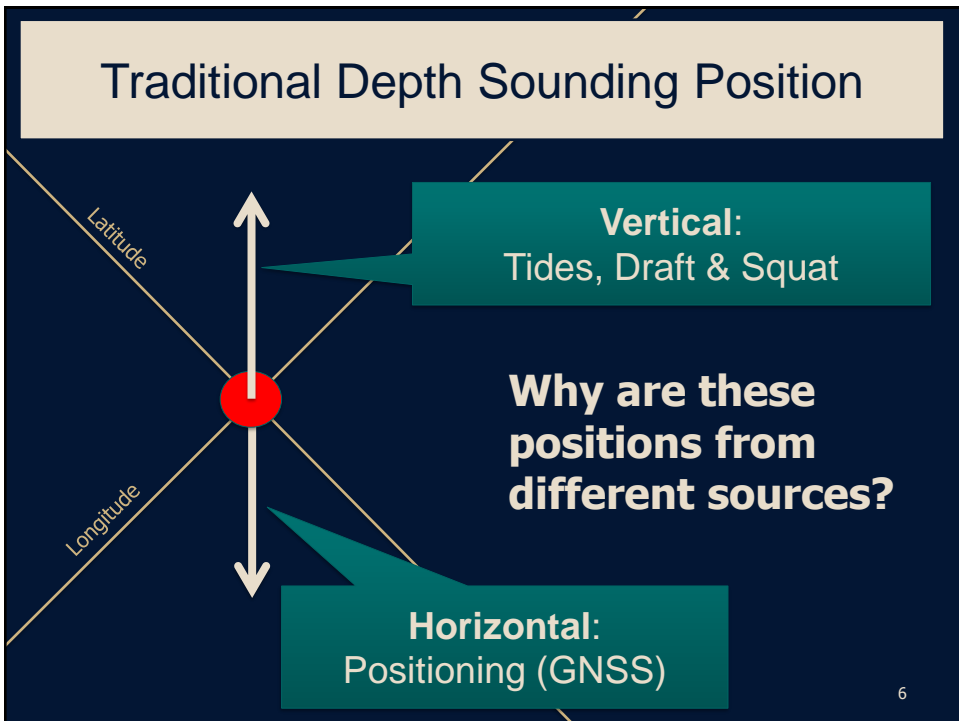 Traditional Depth Sounding Position
Latitude
Vertical:
Tides, Draft & Squat
Why are these
positions from
different sources?
Longitude
Horizontal:
Positioning (GNSS)
6